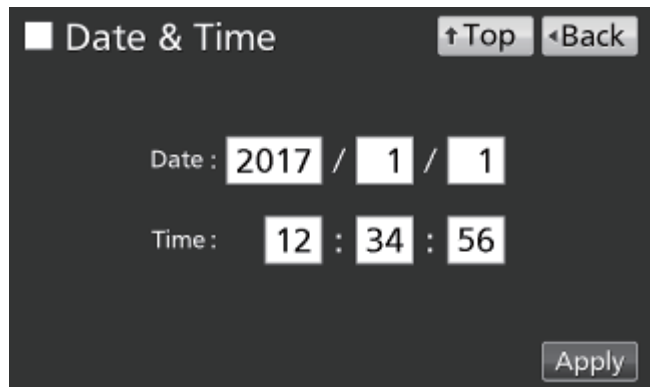 Date & Time
↑Top
◂Back
Date : 2017 / 1 / 1
Time : 12 : 34 : 56
Apply